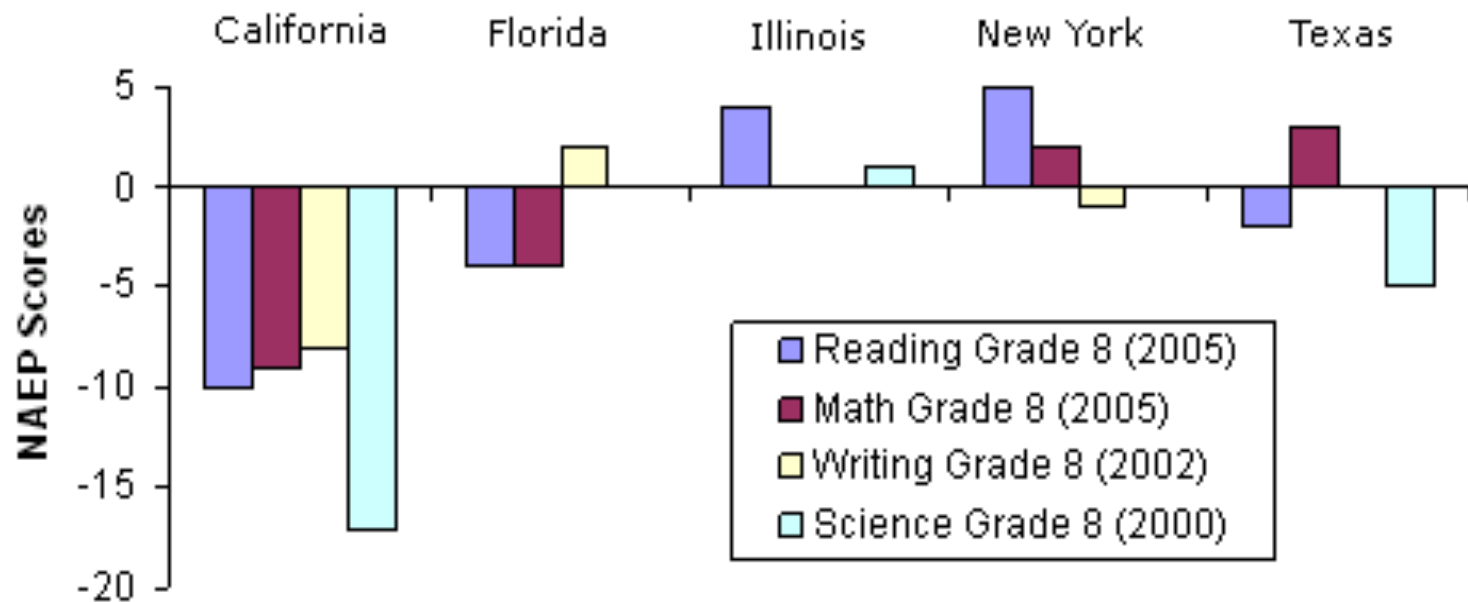 California Florida Illinois New York Texas
5
0
-5
-10
-15
-20
NAEP Scores
Reading Grade 8 (2005)
Math Grade 8 (2005)
Writing Grade 8 (2002)
Science Grade 8 (2000)